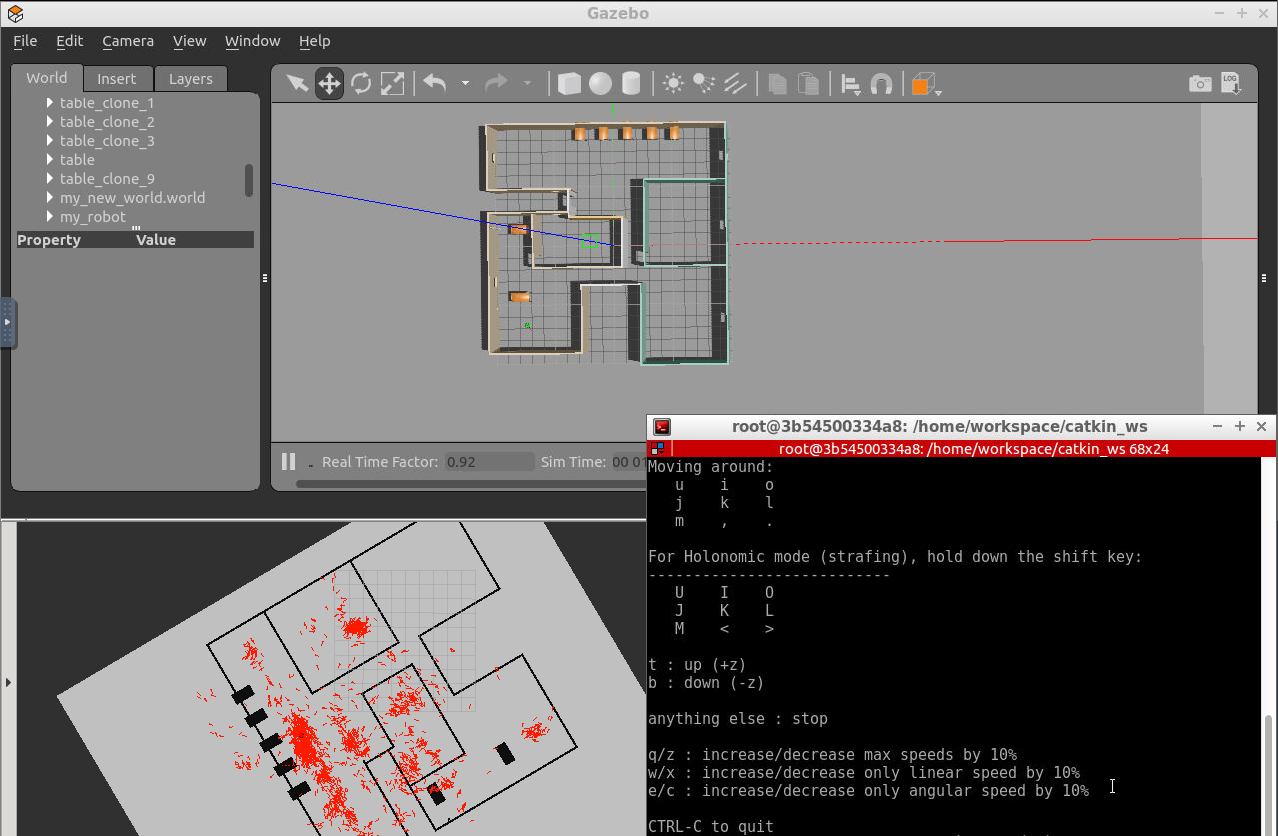 Gazebo
File Edit Camera View Window Help
World Insert Layers
table_clone_1
table_clone_2
table_clone_3
table
table_clone_9
my_new_world.world
my_robot
Property Value
LOG
Real Time Factor: 0.92 Sim Time: 00
root@3b54500334a8: /home/workspace/catkin_ws
root@3b54500334a8: /home/workspace/catkin_ws 68x24
Moving around:
u i o
j k l
m , .
For Holonomic mode (strafing), hold down the shift key:
---------------------------
U I O
J K L
M < >
t : up (+z)
b : down (-z)
anything else : stop
q/z : increase/decrease max speeds by 10%
w/x : increase/decrease only linear speed by 10%
e/c : increase/decrease only angular speed by 10%
CTRL-C to quit